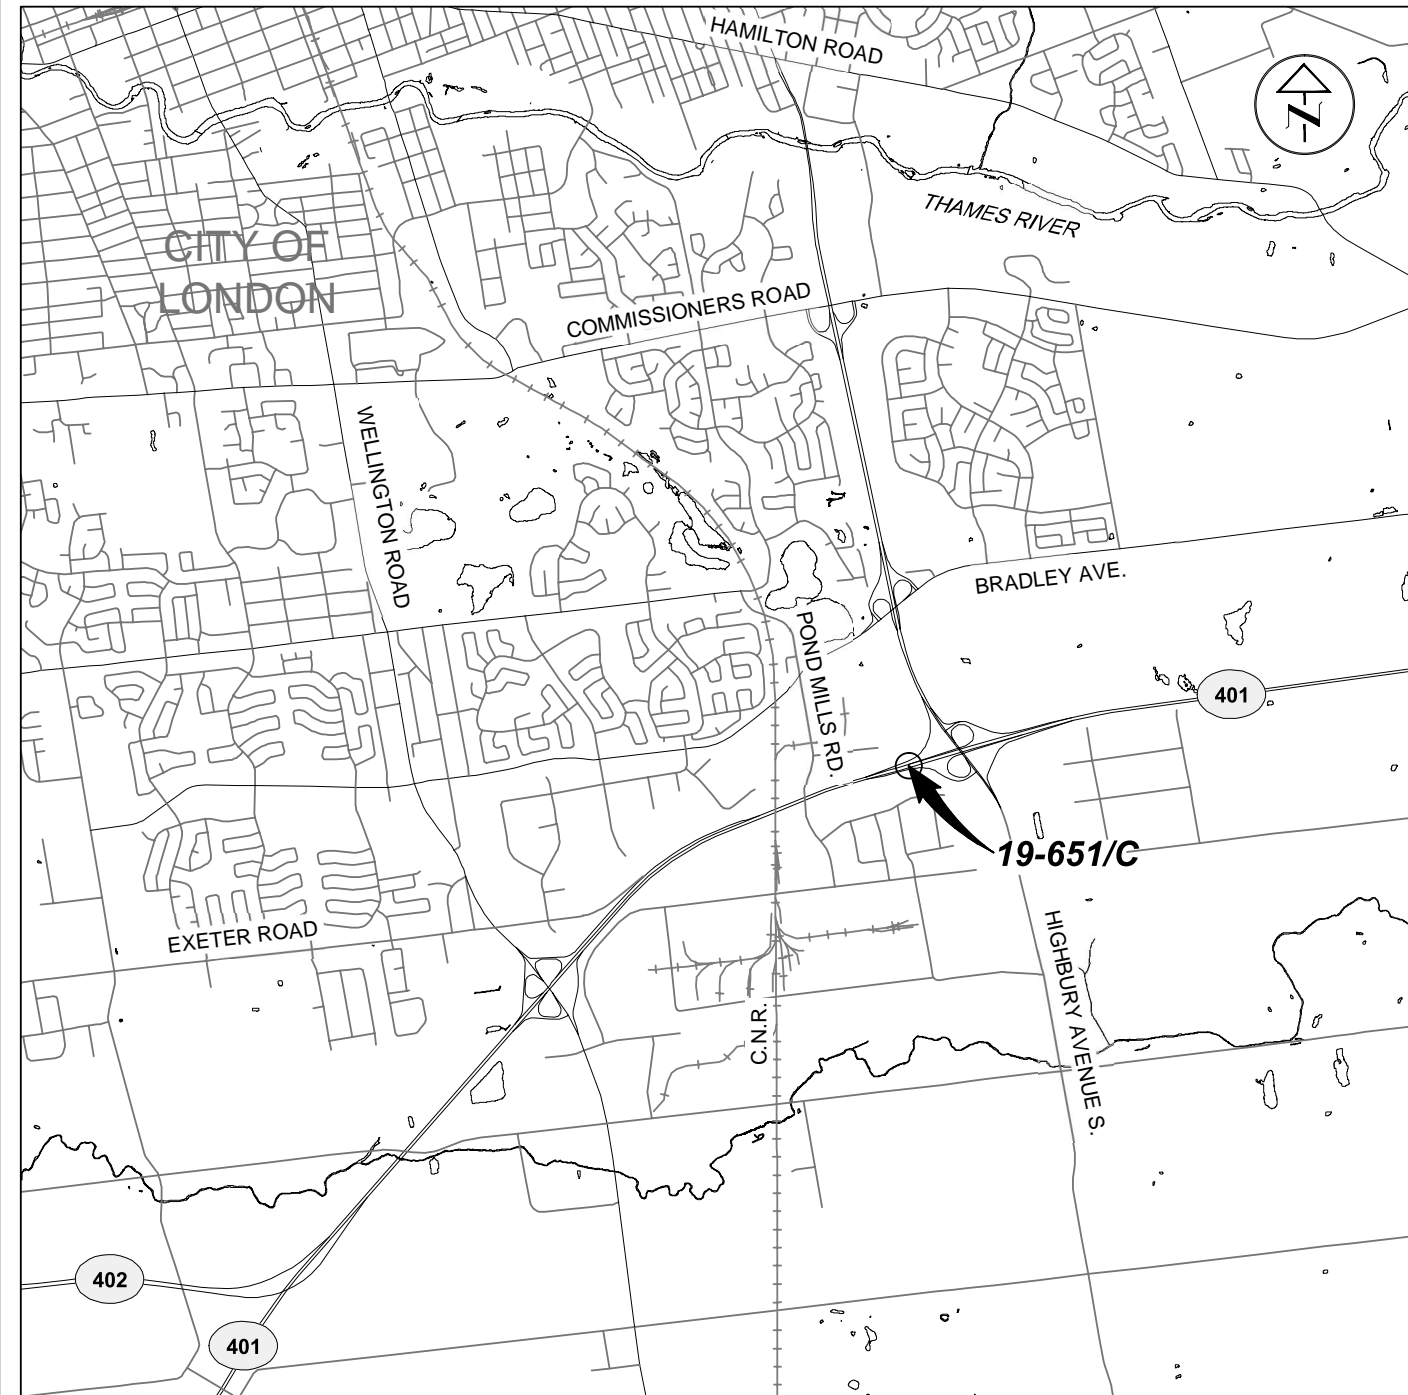 HAMILTON ROAD
N
THAMES RIVER
CITY OF
LONDON
COMMISSIONERS ROAD
WELLINGTON ROAD
BRADLEY AVE.
POND MILLS RD.
401
19-651/C
EXETER ROAD
HIGHBURY AVENUE S.
C.N.R.
402
401